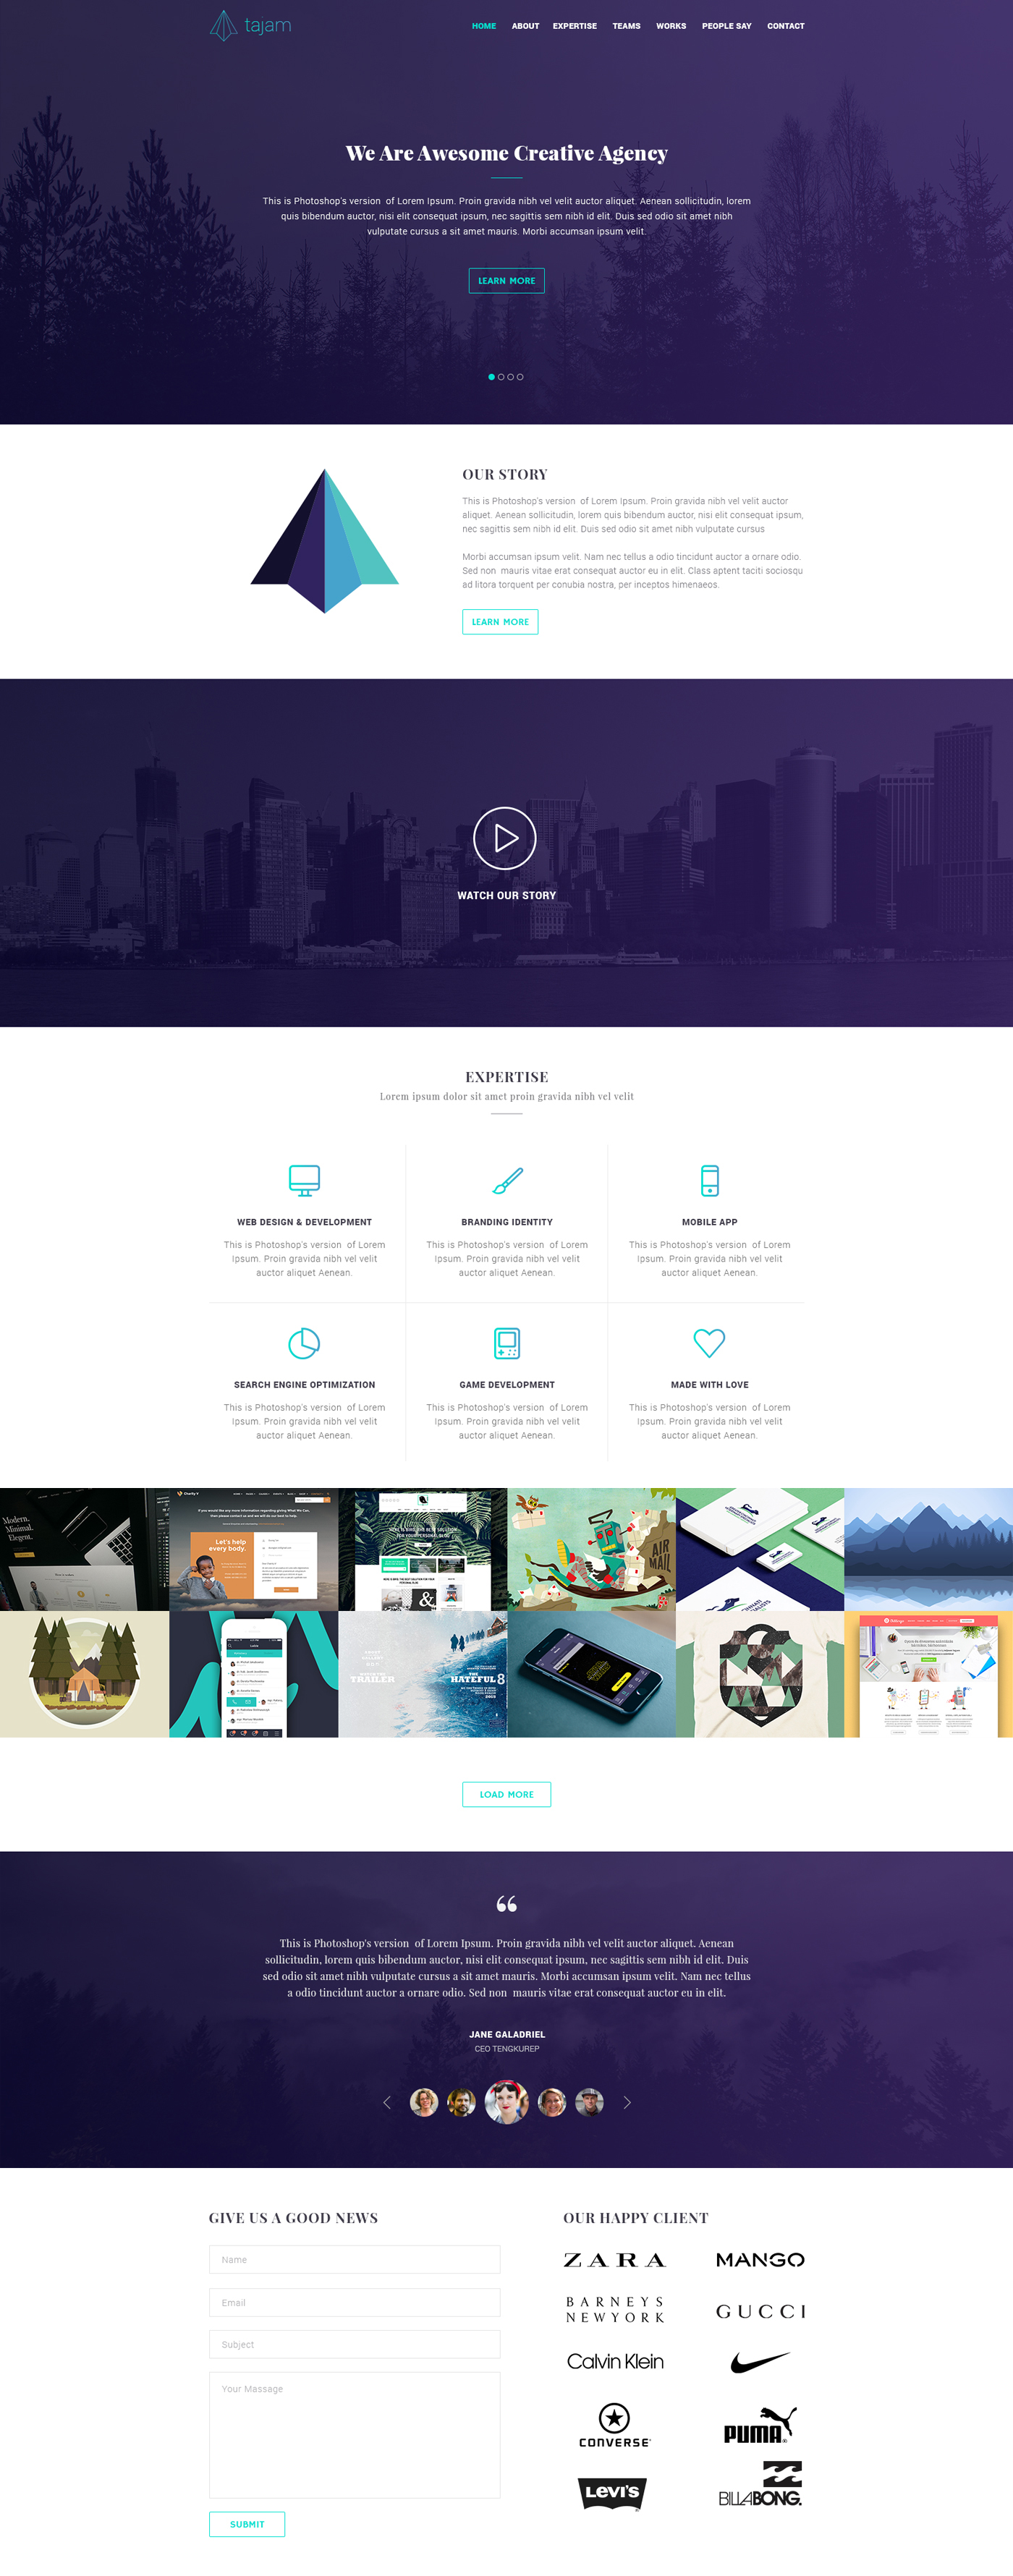 tajam
HOME ABOUT EXPERTISE TEAMS WORKS PEOPLE SAY CONTACT
We Are Awesome Creative Agency
This is Photoshop's version of Lorem Ipsum. Proin gravida nibh vel velit auctor aliquet. Aenean sollicitudin, lorem
quis bibendum auctor, nisi elit consequat ipsum, nec sagittis sem nibh id elit. Duis sed odio sit amet nibh
vulputate cursus a sit amet mauris. Morbi accumsan ipsum velit.
LEARN MORE
OUR STORY
This is Photoshop's version of Lorem Ipsum. Proin gravida nibh vel velit auctor
aliquet. Aenean sollicitudin, lorem quis bibendum auctor, nisi elit consequat ipsum,
nec sagittis sem nibh id elit. Duis sed odio sit amet nibh vulputate cursus
Morbi accumsan ipsum velit. Nam nec tellus a odio tincidunt auctor a ornare odio.
Sed non mauris vitae erat consequat auctor eu in elit. Class aptent taciti sociosqu
ad litora torquent per conubia nostra, per inceptos himenaeos.
LEARN MORE
WATCH OUR STORY
EXPERTISE
Lorem ipsum dolor sit amet proin gravida nibh vel velit
WEB DESIGN & DEVELOPMENT
This is Photoshop's version of Lorem
Ipsum. Proin gravida nibh vel velit
auctor aliquet Aenean.
BRANDING IDENTITY
This is Photoshop's version of Lorem
Ipsum. Proin gravida nibh vel velit
auctor aliquet Aenean.
MOBILE APP
This is Photoshop's version of Lorem
Ipsum. Proin gravida nibh vel velit
auctor aliquet Aenean.
SEARCH ENGINE OPTIMIZATION
This is Photoshop's version of Lorem
Ipsum. Proin gravida nibh vel velit
auctor aliquet Aenean.
GAME DEVELOPMENT
This is Photoshop's version of Lorem
Ipsum. Proin gravida nibh vel velit
auctor aliquet Aenean.
MADE WITH LOVE
This is Photoshop's version of Lorem
Ipsum. Proin gravida nibh vel velit
auctor aliquet Aenean.
Modern.
Minimal.
Elegent.
Let's help
every body.
&
AIR
MAIL
TRAILER
THE
HATEFUL 8
LOAD MORE
“
This is Photoshop's version of Lorem Ipsum. Proin gravida nibh vel velit auctor aliquet. Aenean
sollicitudin, lorem quis bibendum auctor, nisi elit consequat ipsum, nec sagittis sem nibh id elit. Duis
sed odio sit amet nibh vulputate cursus a sit amet mauris. Morbi accumsan ipsum velit. Nam nec tellus
a odio tincidunt auctor a ornare odio. Sed non mauris vitae erat consequat auctor eu in elit.
JANE GALADRIEL
CEO TENGKUREP
GIVE US A GOOD NEWS
Name
Email
Subject
Your Massage
SUBMIT
OUR HAPPY CLIENT
ZARA
MANGO
BARNEYS
NEWYORK
GUCCI
Calvin Klein
CONVERSE
PUMA
Levi's
BILLABONG